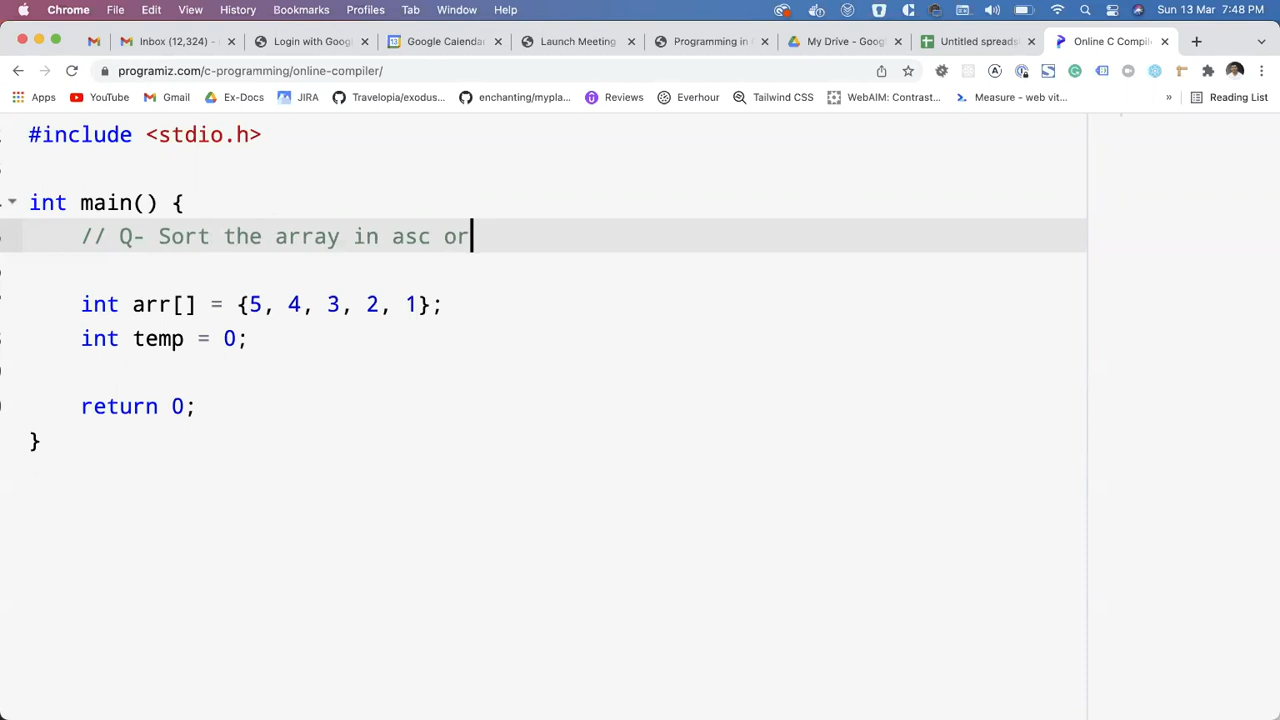 Chrome File Edit View History Bookmarks Profiles Tab Window Help Sun 13 Mar 7:48 PM
Inbox (12,324) - Login with Goog Google Calenda Launch Meeting Programming in Ć My Drive - Goog Untitled spreads Online C Compil
programiz.com/c-programming/online-compiler/
Apps YouTube Gmail Ex-Docs JIRA Travelopia/exodus... enchanting/mypla... Reviews Everhour Tailwind CSS WebAIM: Contrast... Measure - web vit... » Reading List
#include <stdio.h>
int main() {
// Q- Sort the array in asc or
int arr[] = {5, 4, 3, 2, 1};
int temp = 0;
return 0;
}